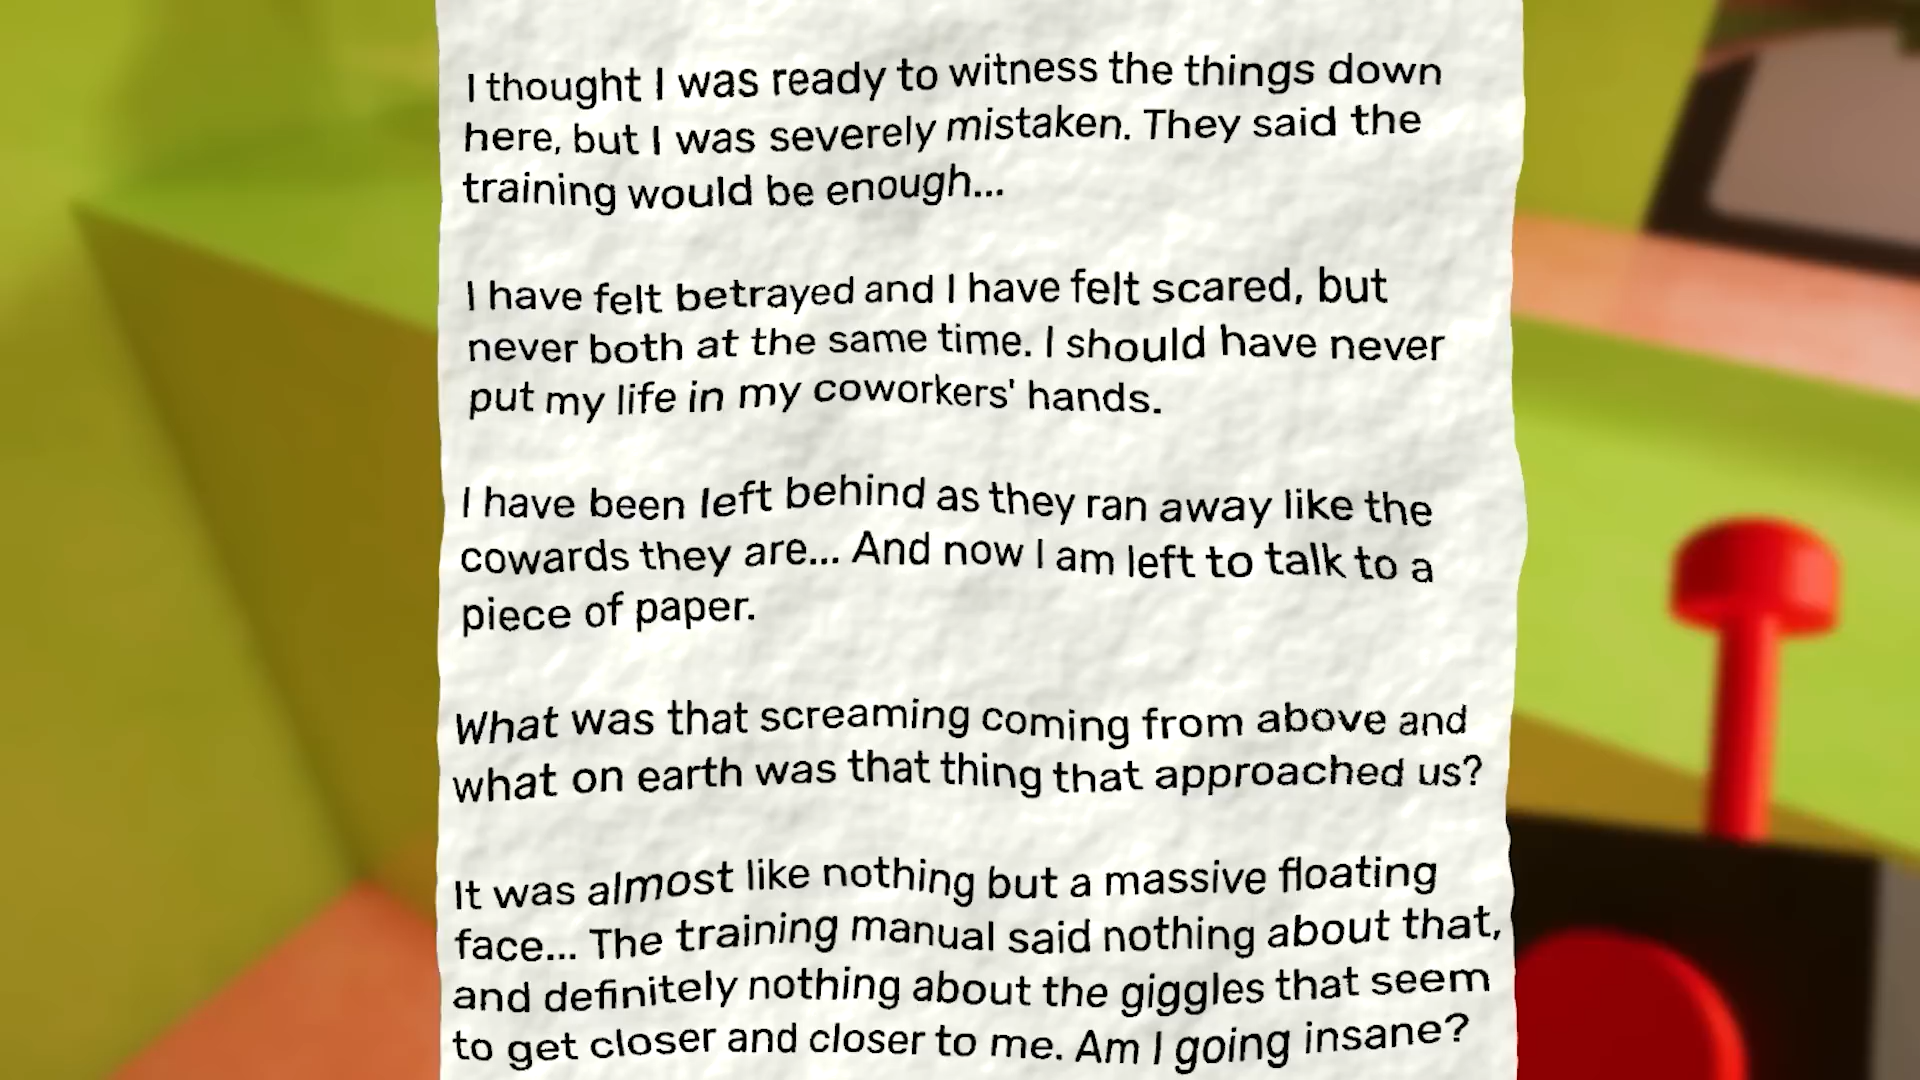 I thought I was ready to witness the things down
here, but I was severely mistaken. They said the
training would be enough...
I have felt betrayed and I have felt scared, but
never both at the same time. I should have never
put my life in my coworkers' hands.
I have been left behind as they ran away like the
cowards they are... And now I am left to talk to a
piece of paper.
What was that screaming coming from above and
what on earth was that thing that approached us?
It was almost like nothing but a massive floating
face... The training manual said nothing about that,
and definitely nothing about the giggles that seem
to get closer and closer to me. Am I going insane?